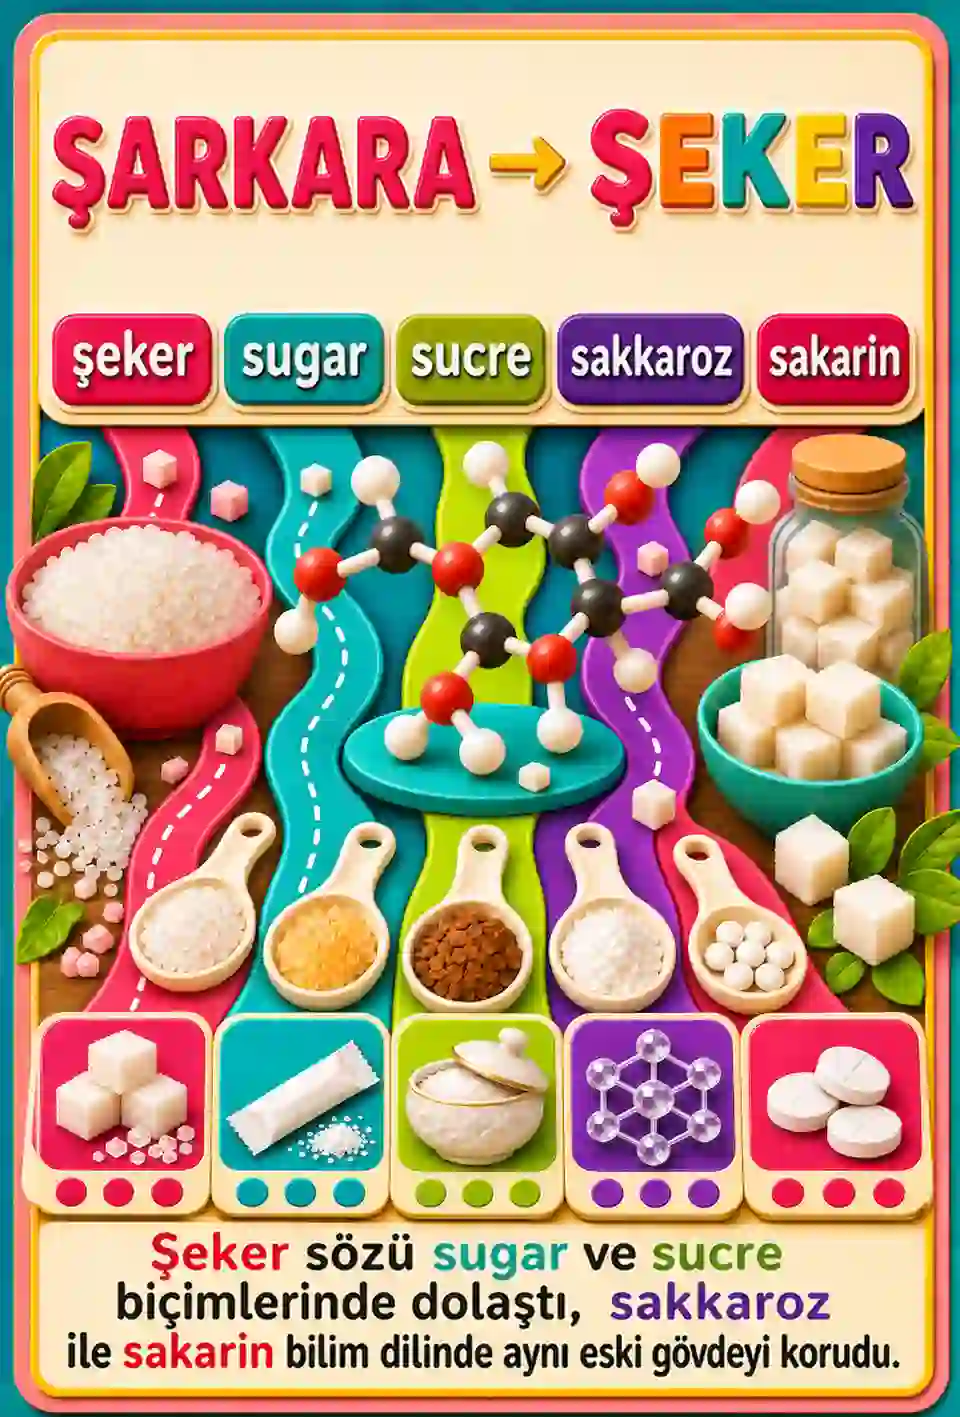 ŞARKARA → ŞEKER
şeker sugar sucre sakkaroz sakarin
Şeker sözü sugar ve sucre
biçimlerinde dolaştı, sakkaroz
ile sakarin bilim dilinde aynı eski gövdeyi korudu.